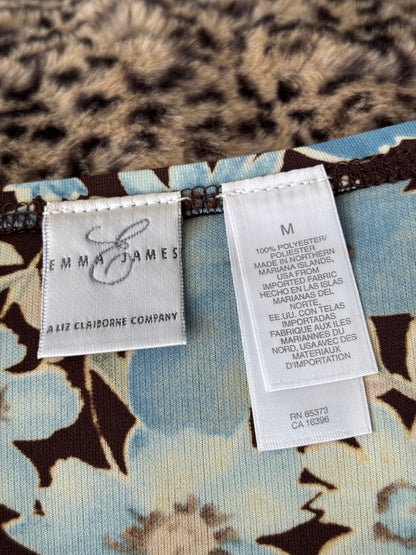 EMMA JAMES
A LIZ CLAIBORNE COMPANY
M
100% POLYESTER/
POLIESTER
MADE IN NORTHERN
MARIANA ISLANDS,
USA FROM
IMPORTED FABRIC
HECHO EN LAS ISLAS
MARIANAS DEL
NORTE,
EE.UU. CON TELAS
IMPORTADAS
FABRIQUE AUX ILES
MARIANNES DU
NORD, USA AVEC DES
MATERIAUX
D'IMPORTATION
RN 85373
CA 16396